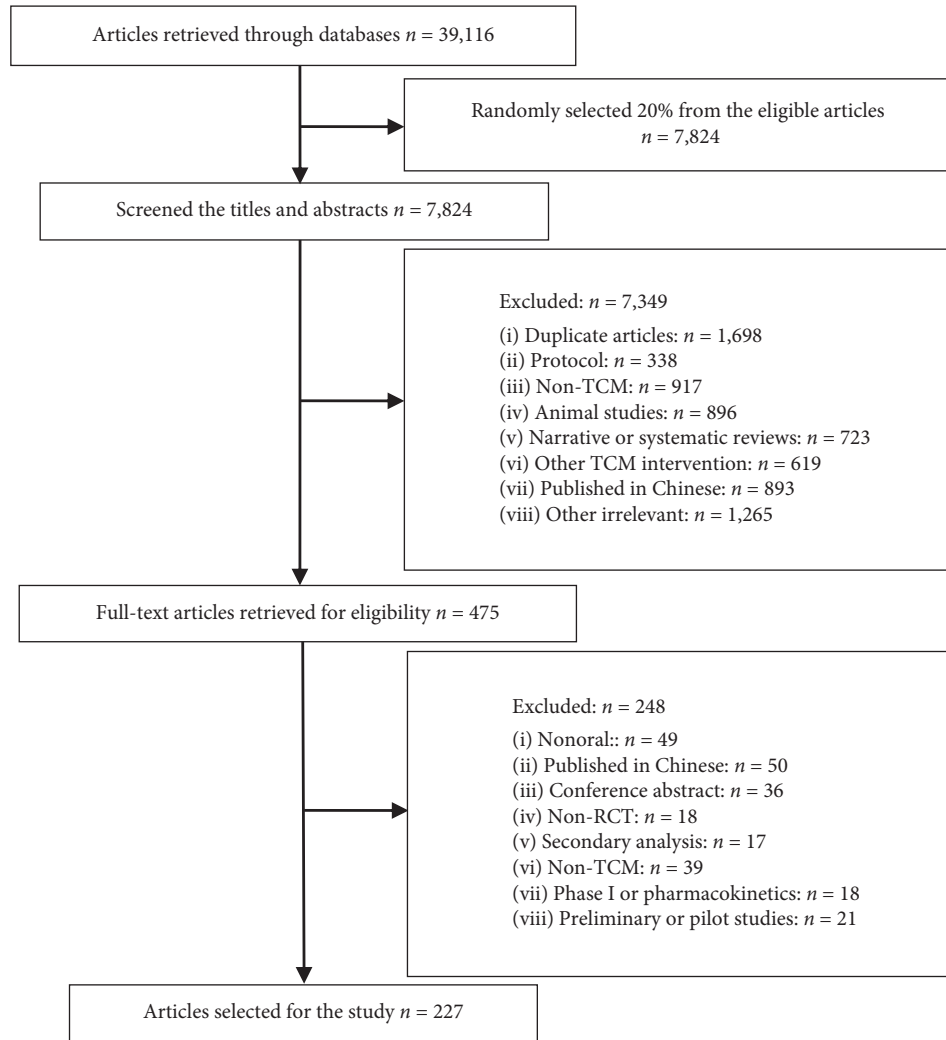 Articles retrieved through databases n = 39,116
Randomly selected 20% from the eligible articles
n = 7,824
Screened the titles and abstracts n = 7,824
Excluded: n = 7,349
(i) Duplicate articles: n = 1,698
(ii) Protocol: n = 338
(iii) Non-TCM: n = 917
(iv) Animal studies: n = 896
(v) Narrative or systematic reviews: n = 723
(vi) Other TCM intervention: n = 619
(vii) Published in Chinese: n = 893
(viii) Other irrelevant: n = 1,265
Full-text articles retrieved for eligibility n = 475
Excluded: n = 248
(i) Nonoral:: n = 49
(ii) Published in Chinese: n = 50
(iii) Conference abstract: n = 36
(iv) Non-RCT: n = 18
(v) Secondary analysis: n = 17
(vi) Non-TCM: n = 39
(vii) Phase I or pharmacokinetics: n = 18
(viii) Preliminary or pilot studies: n = 21
Articles selected for the study n = 227